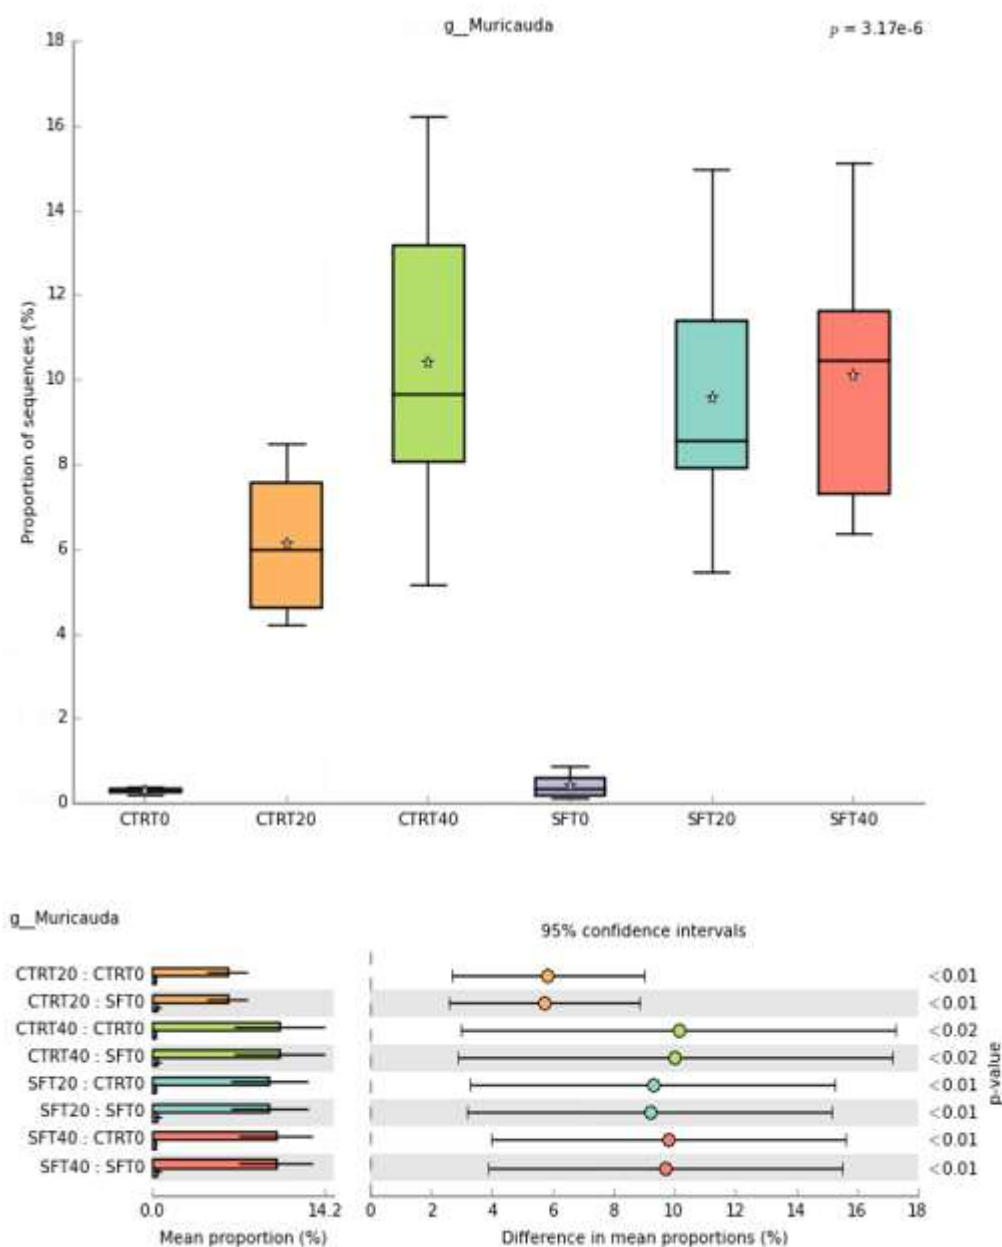 g__Muricauda
p = 3.17e-6
18
16
14
12
10
8
6
4
2
0
Proportion of sequences (%)
CTRT0 CTRT20 CTRT40 SFT0 SFT20 SFT40
g__Muricauda
95% confidence intervals
CTRT20 : CTRT0 <0.01
CTRT20 : SFT0 <0.01
CTRT40 : CTRT0 <0.02
CTRT40 : SFT0 <0.02
SFT20 : CTRT0 <0.01
SFT20 : SFT0 <0.01
SFT40 : CTRT0 <0.01
SFT40 : SFT0 <0.01
p-value
0.0 14.2
Mean proportion (%)
0 2 4 6 8 10 12 14 16 18
Difference in mean proportions (%)